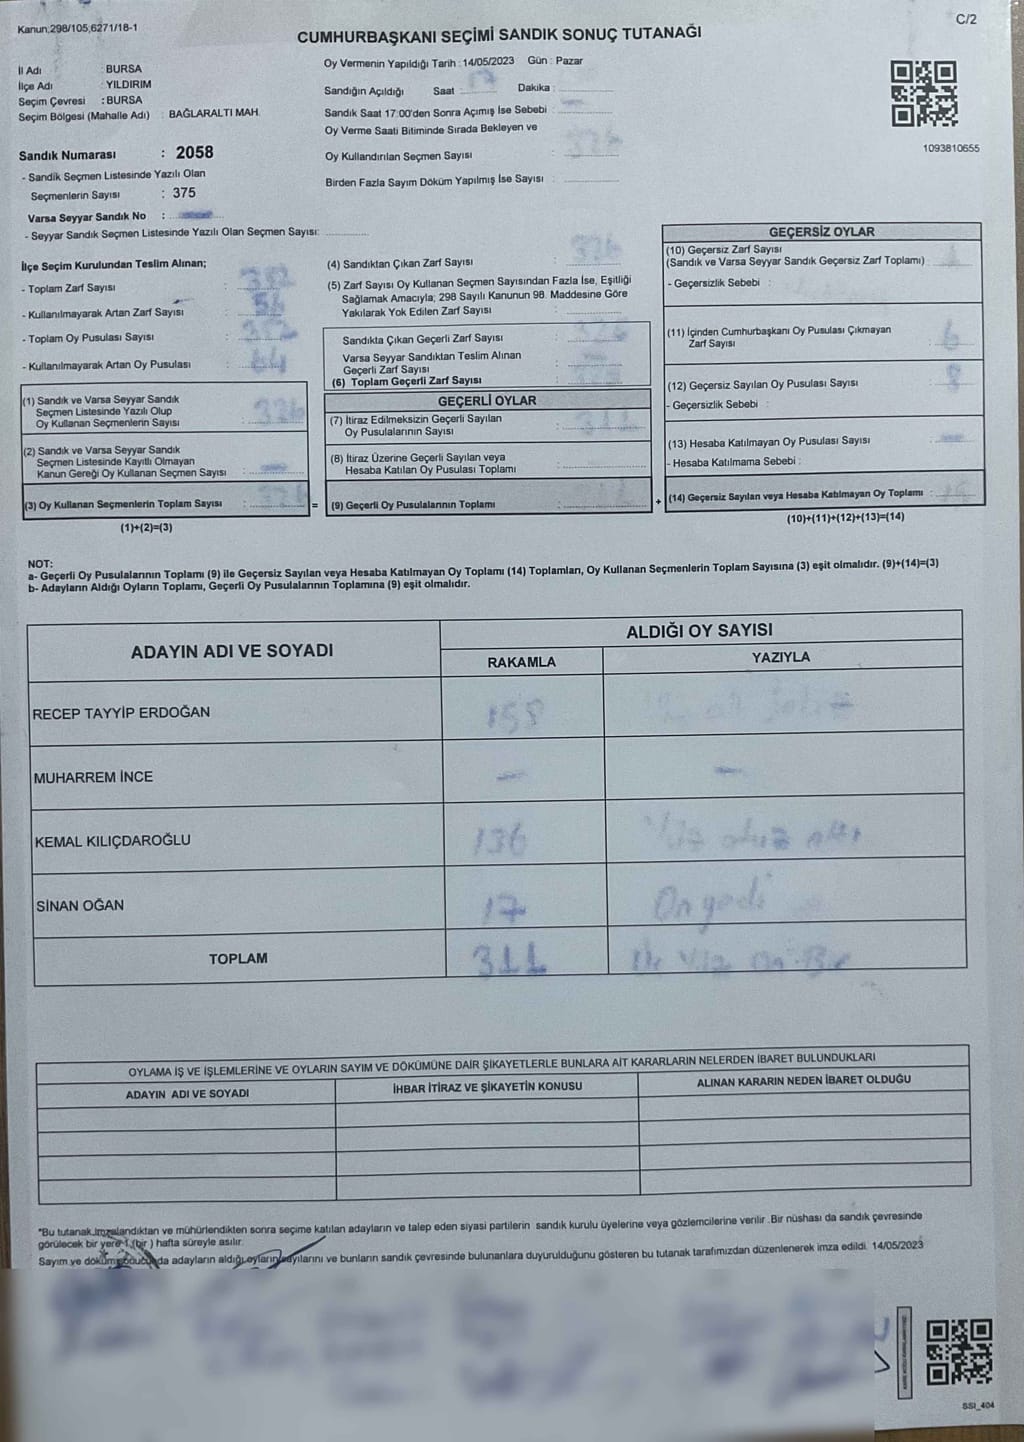 Kanun;298/105,6271/18-1
C/2
CUMHURBAŞKANI SEÇİMİ SANDIK SONUÇ TUTANAĞI
İl Adı : BURSA
İlçe Adı : YILDIRIM
Seçim Çevresi : BURSA
Seçim Bölgesi (Mahalle Adı) : BAĞLARALTI MAH.
Oy Vermenin Yapıldığı Tarih : 14/05/2023 Gün : Pazar
Sandığın Açıldığı Saat : 17 Dakika :
Sandık Saat 17:00'den Sonra Açımış İse Sebebi :
Oy Verme Saati Bitiminde Sırada Bekleyen ve
Oy Kullandırılan Seçmen Sayısı : 326
Birden Fazla Sayım Döküm Yapılmış İse Sayısı :
1093810655
Sandık Numarası : 2058
- Sandık Seçmen Listesinde Yazılı Olan
Seçmenlerin Sayısı : 375
Varsa Seyyar Sandık No :
- Seyyar Sandık Seçmen Listesinde Yazılı Olan Seçmen Sayısı:
İlçe Seçim Kurulundan Teslim Alınan;
- Toplam Zarf Sayısı :
- Kullanılmayarak Artan Zarf Sayısı :
- Toplam Oy Pusulası Sayısı :
- Kullanılmayarak Artan Oy Pusulası : 64
(1) Sandık ve Varsa Seyyar Sandık
Seçmen Listesinde Yazılı Olup
Oy Kullanan Seçmenlerin Sayısı : 326
(2) Sandık ve Varsa Seyyar Sandık
Seçmen Listesinde Kayıtlı Olmayan
Kanun Gereği Oy Kullanan Seçmen Sayısı : -
(3) Oy Kullanan Seçmenlerin Toplam Sayısı : 326 =
(1)+(2)=(3)
(4) Sandıktan Çıkan Zarf Sayısı : 326
(5) Zarf Sayısı Oy Kullanan Seçmen Sayısından Fazla İse, Eşitliği
Sağlamak Amacıyla; 298 Sayılı Kanunun 98. Maddesine Göre
Yakılarak Yok Edilen Zarf Sayısı :
Sandıkta Çıkan Geçerli Zarf Sayısı :
Varsa Seyyar Sandıktan Teslim Alınan
Geçerli Zarf Sayısı :
(6) Toplam Geçerli Zarf Sayısı :
GEÇERLİ OYLAR
(7) İtiraz Edilmeksizin Geçerli Sayılan
Oy Pusulalarının Sayısı : 311
(8) İtiraz Üzerine Geçerli Sayılan veya
Hesaba Katılan Oy Pusulası Toplamı :
(9) Geçerli Oy Pusulalarının Toplamı : +
GEÇERSİZ OYLAR
(10) Geçersiz Zarf Sayısı
(Sandık ve Varsa Seyyar Sandık Geçersiz Zarf Toplamı) :
- Geçersizlik Sebebi :
(11) İçinden Cumhurbaşkanı Oy Pusulası Çıkmayan
Zarf Sayısı : 6
(12) Geçersiz Sayılan Oy Pusulası Sayısı : 8
- Geçersizlik Sebebi :
(13) Hesaba Katılmayan Oy Pusulası Sayısı : -
- Hesaba Katılmama Sebebi :
(14) Geçersiz Sayılan veya Hesaba Katılmayan Oy Toplamı :
(10)+(11)+(12)+(13)=(14)
NOT:
a- Geçerli Oy Pusulalarının Toplamı (9) ile Geçersiz Sayılan veya Hesaba Katılmayan Oy Toplamı (14) Toplamları, Oy Kullanan Seçmenlerin Toplam Sayısına (3) eşit olmalıdır. (9)+(14)=(3)
b- Adayların Aldığı Oyların Toplamı, Geçerli Oy Pusulalarının Toplamına (9) eşit olmalıdır.
ADAYIN ADI VE SOYADI
ALDIĞI OY SAYISI
RAKAMLA YAZIYLA
RECEP TAYYİP ERDOĞAN 158
MUHARREM İNCE - -
KEMAL KILIÇDAROĞLU 136 Yüz otuz altı
SİNAN OĞAN 17 On yedi
TOPLAM 311
OYLAMA İŞ VE İŞLEMLERİNE VE OYLARIN SAYIM VE DÖKÜMÜNE DAİR ŞİKAYETLERLE BUNLARA AİT KARARLARIN NELERDEN İBARET BULUNDUKLARI
ADAYIN ADI VE SOYADI İHBAR İTİRAZ VE ŞİKAYETİN KONUSU ALINAN KARARIN NEDEN İBARET OLDUĞU
*Bu tutanak imzalandıktan ve mühürlendikten sonra seçime katılan adayların ve talep eden siyasi partilerin sandık kurulu üyelerine veya gözlemcilerine verilir. Bir nüshası da sandık çevresinde
görülecek bir yere 1 (bir ) hafta süreyle asılır.
Sayım ve döküm sonucunda adayların aldığı oyların sayılarını ve bunların sandık çevresinde bulunanlara duyurulduğunu gösteren bu tutanak tarafımızdan düzenlenerek imza edildi. 14/05/2023
SSI_404